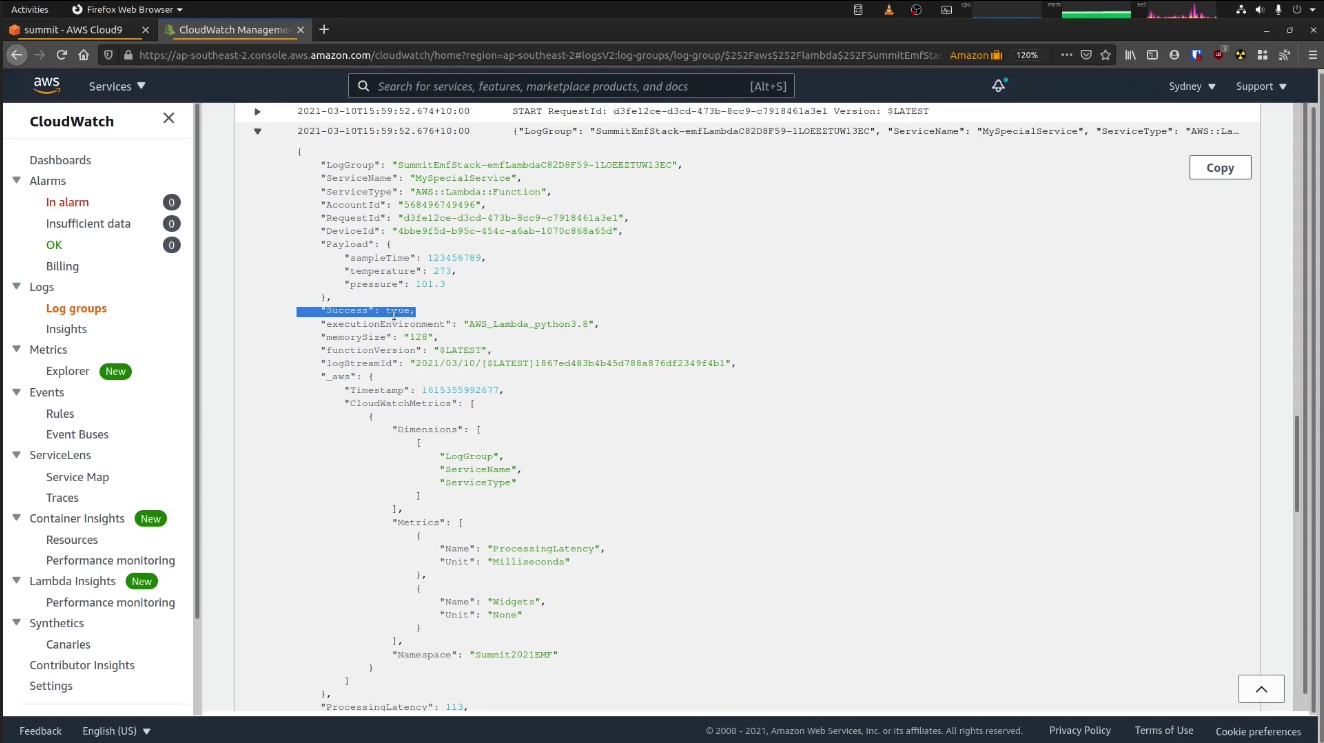 Activities
Firefox Web Browser
cpu
mem
net
summit - AWS Cloud9
CloudWatch Manageme
https://ap-southeast-2.console.aws.amazon.com/cloudwatch/home?region=ap-southeast-2#logsV2:log-groups/log-group/$252Faws$252Flambda$252FSummitEmfSta
Amazon
120%
aws
Services
Search for services, features, marketplace products, and docs
[Alt+S]
Sydney
Support
CloudWatch
Dashboards
Alarms
In alarm 0
Insufficient data 0
OK 0
Billing
Logs
Log groups
Insights
Metrics
Explorer New
Events
Rules
Event Buses
ServiceLens
Service Map
Traces
Container Insights New
Resources
Performance monitoring
Lambda Insights New
Performance monitoring
Synthetics
Canaries
Contributor Insights
Settings
2021-03-10T15:59:52.674+10:00 START RequestId: d3fe12ce-d3cd-473b-8cc9-c7918461a3e1 Version: $LATEST
2021-03-10T15:59:52.676+10:00 {"LogGroup": "SummitEmfStack-emfLambdaC82D8F59-1LOEEZTUW13EC", "ServiceName": "MySpecialService", "ServiceType": "AWS::La…
Copy
{
"LogGroup": "SummitEmfStack-emfLambdaC82D8F59-1LOEEZTUW13EC",
"ServiceName": "MySpecialService",
"ServiceType": "AWS::Lambda::Function",
"AccountId": "568496749496",
"RequestId": "d3fe12ce-d3cd-473b-8cc9-c7918461a3e1",
"DeviceId": "4bbe9f5d-b95c-454c-a6ab-1070c868a65d",
"Payload": {
"sampleTime": 123456789,
"temperature": 273,
"pressure": 101.3
},
"Success": true,
"executionEnvironment": "AWS_Lambda_python3.8",
"memorySize": "128",
"functionVersion": "$LATEST",
"logStreamId": "2021/03/10/[$LATEST]1867ed483b4b45d788a876df2349f4b1",
"_aws": {
"Timestamp": 1615355992677,
"CloudWatchMetrics": [
{
"Dimensions": [
[
"LogGroup",
"ServiceName",
"ServiceType"
]
],
"Metrics": [
{
"Name": "ProcessingLatency",
"Unit": "Milliseconds"
},
{
"Name": "Widgets",
"Unit": "None"
}
],
"Namespace": "Summit2021EMF"
}
]
},
"ProcessingLatency": 113,
Feedback
English (US)
© 2008 - 2021, Amazon Web Services, Inc. or its affiliates. All rights reserved.
Privacy Policy
Terms of Use
Cookie preferences